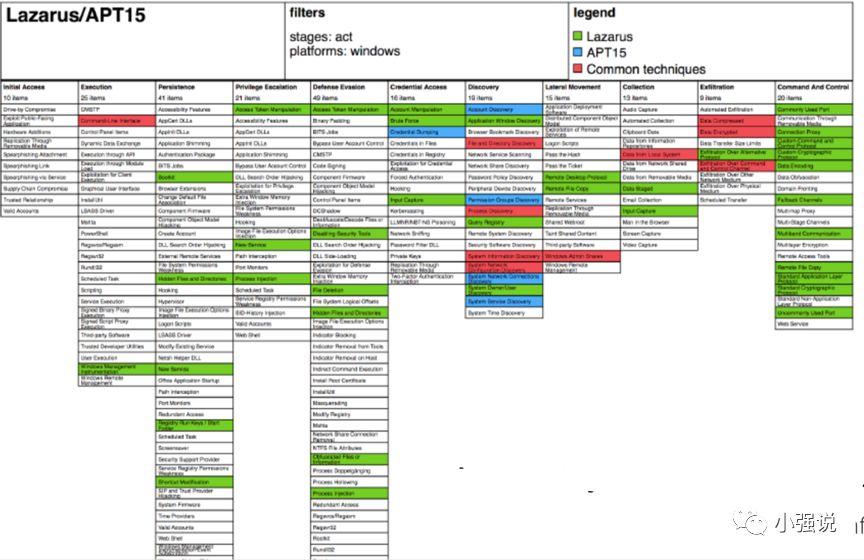 Lazarus/APT15
filters
stages: act
platforms: windows
legend
Lazarus
APT15
Common techniques
Initial Access
10 items
Drive-by Compromise
Exploit Public-Facing
Application
Hardware Additions
Replication Through
Removable Media
Spearphishing Attachment
Spearphishing Link
Spearphishing via Service
Supply Chain Compromise
Trusted Relationship
Valid Accounts
Execution
25 items
CMSTP
Command-Line Interface
Control Panel Items
Dynamic Data Exchange
Execution through API
Execution through Module
Load
Exploitation for Client
Execution
Graphical User Interface
InstallUtil
LSASS Driver
Mshta
PowerShell
Regsvcs/Regasm
Regsvr32
Rundll32
Scheduled Task
Scripting
Service Execution
Signed Binary Proxy
Execution
Signed Script Proxy
Execution
Third-party Software
Trusted Developer Utilities
User Execution
Windows Management
Instrumentation
Windows Remote
Management
Persistence
41 items
Accessibility Features
AppCert DLLs
AppInit DLLs
Application Shimming
Authentication Package
BITS Jobs
Bootkit
Browser Extensions
Change Default File
Association
Component Firmware
Component Object Model
Hijacking
Create Account
DLL Search Order Hijacking
External Remote Services
File System Permissions
Weakness
Hidden Files and Directories
Hooking
Hypervisor
Image File Execution Options
Injection
Logon Scripts
LSASS Driver
Modify Existing Service
Netsh Helper DLL
New Service
Office Application Startup
Path Interception
Port Monitors
Redundant Access
Registry Run Keys / Start
Folder
Scheduled Task
Screensaver
Security Support Provider
Service Registry Permissions
Weakness
Shortcut Modification
SIP and Trust Provider
Hijacking
System Firmware
Time Providers
Valid Accounts
Web Shell
Privilege Escalation
21 items
Access Token Manipulation
Accessibility Features
AppCert DLLs
AppInit DLLs
Application Shimming
Bypass User Account Control
DLL Search Order Hijacking
Exploitation for Privilege
Escalation
Extra Window Memory
Injection
File System Permissions
Weakness
Hooking
Image File Execution Options
Injection
New Service
Path Interception
Port Monitors
Process Injection
Scheduled Task
Service Registry Permissions
Weakness
SID-History Injection
Valid Accounts
Web Shell
Defense Evasion
49 items
Access Token Manipulation
Binary Padding
BITS Jobs
Bypass User Account Control
CMSTP
Code Signing
Component Firmware
Component Object Model
Hijacking
Control Panel Items
DCShadow
Deobfuscate/Decode Files or
Information
Disabling Security Tools
DLL Search Order Hijacking
DLL Side-Loading
Exploitation for Defense
Evasion
Extra Window Memory
Injection
File Deletion
File System Logical Offsets
Hidden Files and Directories
Image File Execution Options
Injection
Indicator Blocking
Indicator Removal from Tools
Indicator Removal on Host
Indirect Command Execution
Install Root Certificate
InstallUtil
Masquerading
Modify Registry
Mshta
Network Share Connection
Removal
NTFS File Attributes
Obfuscated Files or
Information
Process Doppelgänging
Process Hollowing
Process Injection
Redundant Access
Regsvcs/Regasm
Regsvr32
Rootkit
Rundll32
Credential Access
16 items
Account Manipulation
Brute Force
Credential Dumping
Credentials in Files
Credentials in Registry
Exploitation for Credential
Access
Forced Authentication
Hooking
Input Capture
Kerberoasting
LLMNR/NBT-NS Poisoning
Network Sniffing
Password Filter DLL
Private Keys
Replication Through
Removable Media
Two-Factor Authentication
Interception
Discovery
19 items
Account Discovery
Application Window Discovery
Browser Bookmark Discovery
File and Directory Discovery
Network Service Scanning
Network Share Discovery
Password Policy Discovery
Peripheral Device Discovery
Permission Groups Discovery
Process Discovery
Query Registry
Remote System Discovery
Security Software Discovery
System Information Discovery
System Network
Configuration Discovery
System Network Connections
Discovery
System Owner/User
Discovery
System Service Discovery
System Time Discovery
Lateral Movement
15 items
Application Deployment
Software
Distributed Component Object
Model
Exploitation of Remote
Services
Logon Scripts
Pass the Hash
Pass the Ticket
Remote Desktop Protocol
Remote File Copy
Remote Services
Replication Through
Removable Media
Shared Webroot
Taint Shared Content
Third-party Software
Windows Admin Shares
Windows Remote
Management
Collection
13 items
Audio Capture
Automated Collection
Clipboard Data
Data from Information
Repositories
Data from Local System
Data from Network Shared
Drive
Data from Removable Media
Data Staged
Email Collection
Input Capture
Man in the Browser
Screen Capture
Video Capture
Exfiltration
9 items
Automated Exfiltration
Data Compressed
Data Encrypted
Data Transfer Size Limits
Exfiltration Over Alternative
Protocol
Exfiltration Over Command
and Control Channel
Exfiltration Over Other
Network Medium
Exfiltration Over Physical
Medium
Scheduled Transfer
Command And Control
20 items
Commonly Used Port
Communication Through
Removable Media
Connection Proxy
Custom Command and
Control Protocol
Custom Cryptographic
Protocol
Data Encoding
Data Obfuscation
Domain Fronting
Fallback Channels
Multi-hop Proxy
Multi-Stage Channels
Multiband Communication
Multilayer Encryption
Remote Access Tools
Remote File Copy
Standard Application Layer
Protocol
Standard Cryptographic
Protocol
Standard Non-Application
Layer Protocol
Uncommonly Used Port
Web Service
小强说